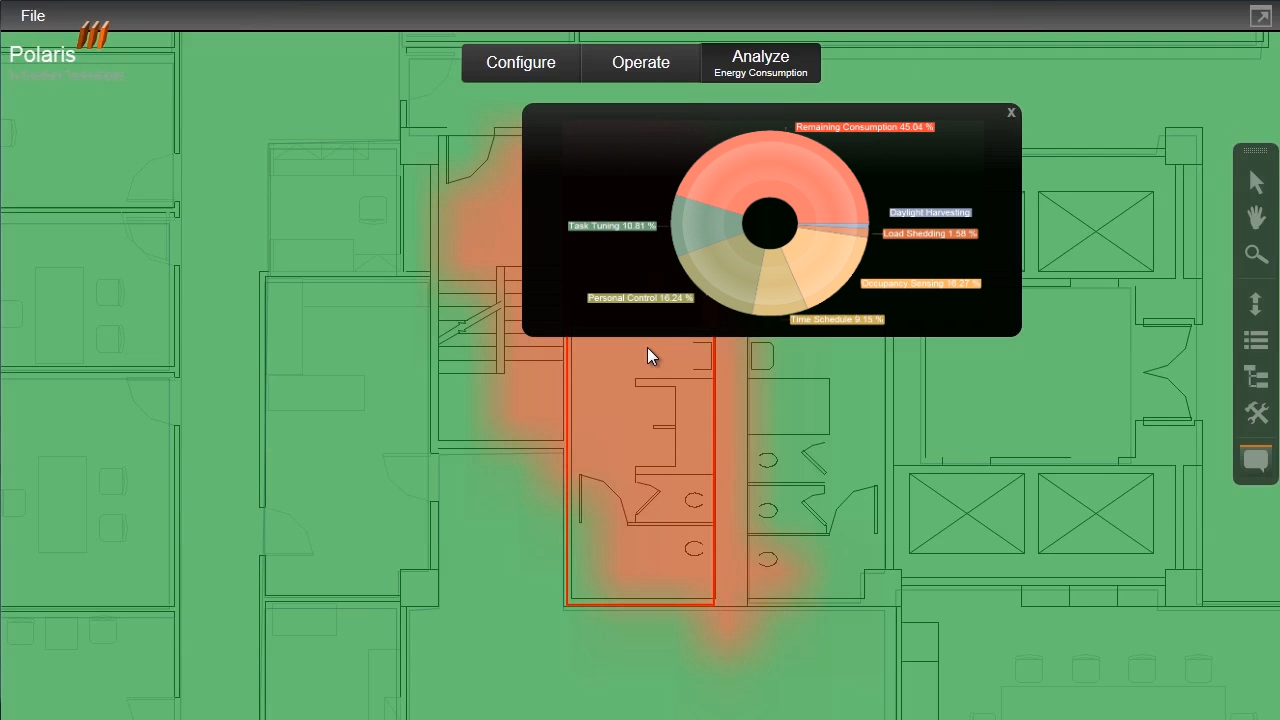 File
Polaris
Configure
Operate
Analyze
Energy Consumption
X
Remaining Consumption 45.04 %
Daylight Harvesting
Task Tuning 10.81 %
Load Shedding 1.58 %
Occupancy Sensing 16.27 %
Personal Control 16.24 %
Time Schedule 9.15 %